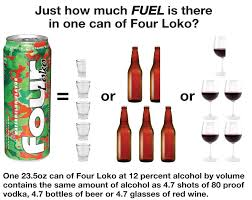 Just how much FUEL is there
in one can of Four Loko?
FOUR
Loko
=
or
or
One 23.5oz can of Four Loko at 12 percent alcohol by volume
contains the same amount of alcohol as 4.7 shots of 80 proof
vodka, 4.7 bottles of beer or 4.7 glasses of red wine.